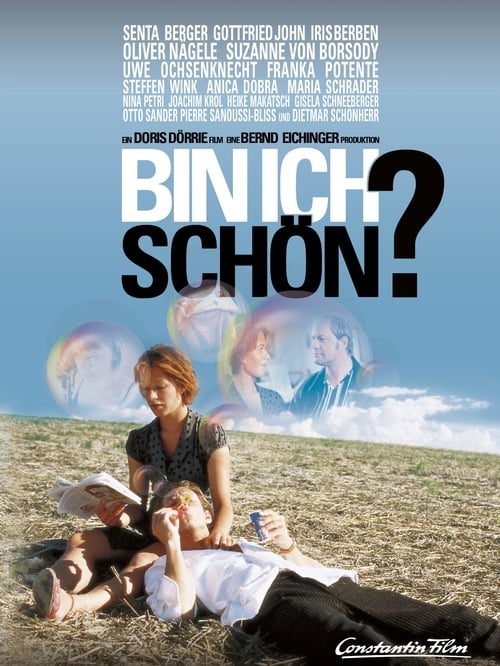 SENTA BERGER GOTTFRIED JOHN IRIS BERBEN
OLIVER NÄGELE SUZANNE VON BORSODY
UWE OCHSENKNECHT FRANKA POTENTE
STEFFEN WINK ANICA DOBRA MARIA SCHRADER
NINA PETRI JOACHIM KRÓL HEIKE MAKATSCH GISELA SCHNEEBERGER
OTTO SANDER PIERRE SANOUSSI-BLISS UND DIETMAR SCHÖNHERR
EIN DORIS DÖRRIE FILM EINE BERND EICHINGER PRODUKTION
BIN ICH
SCHÖN?
Constantin Film